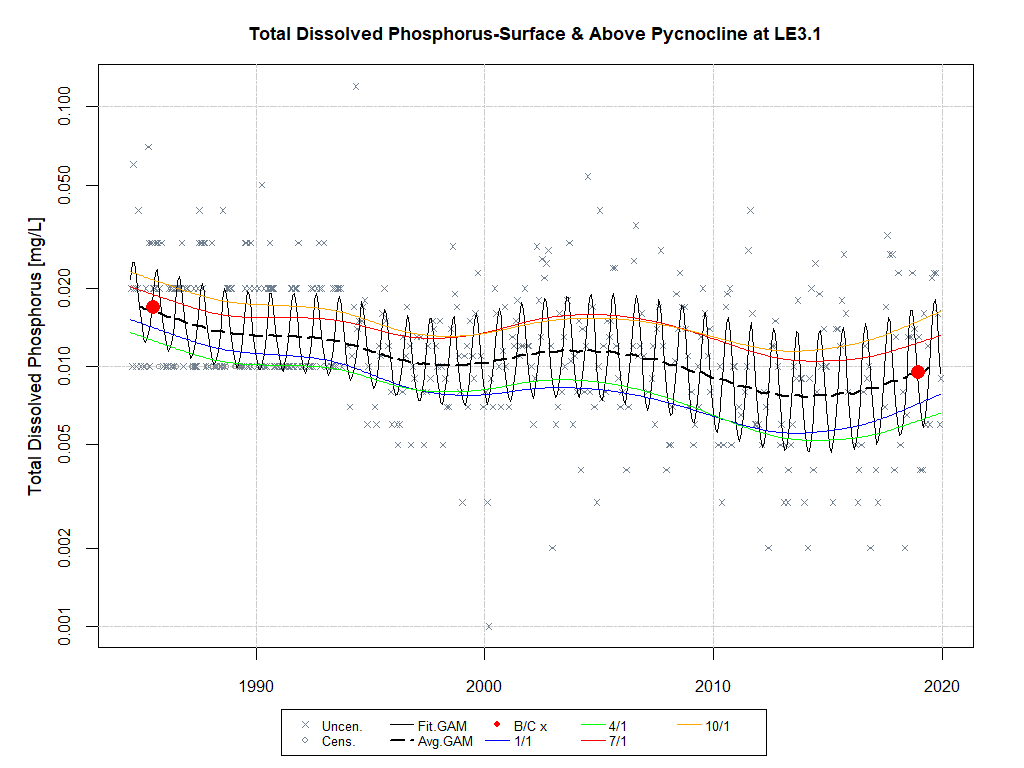 Total Dissolved Phosphorus-Surface & Above Pycnocline at LE3.1
Total Dissolved Phosphorus [mg/L]
0.100
0.050
0.020
0.010
0.005
0.002
0.001
1990 2000 2010 2020
Uncen. Fit.GAM B/C x 4/1 10/1
Cens. Avg.GAM 1/1 7/1